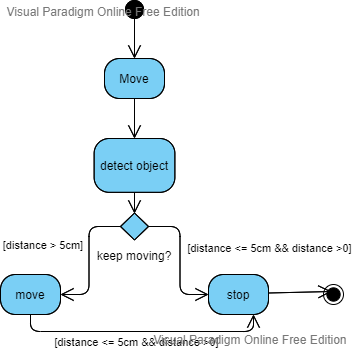 Visual Paradigm Online Free Edition
Move
detect object
[distance > 5cm]
keep moving?
[distance <= 5cm && distance >0]
move
stop
[distance <= 5cm && distance >0]
Visual Paradigm Online Free Edition